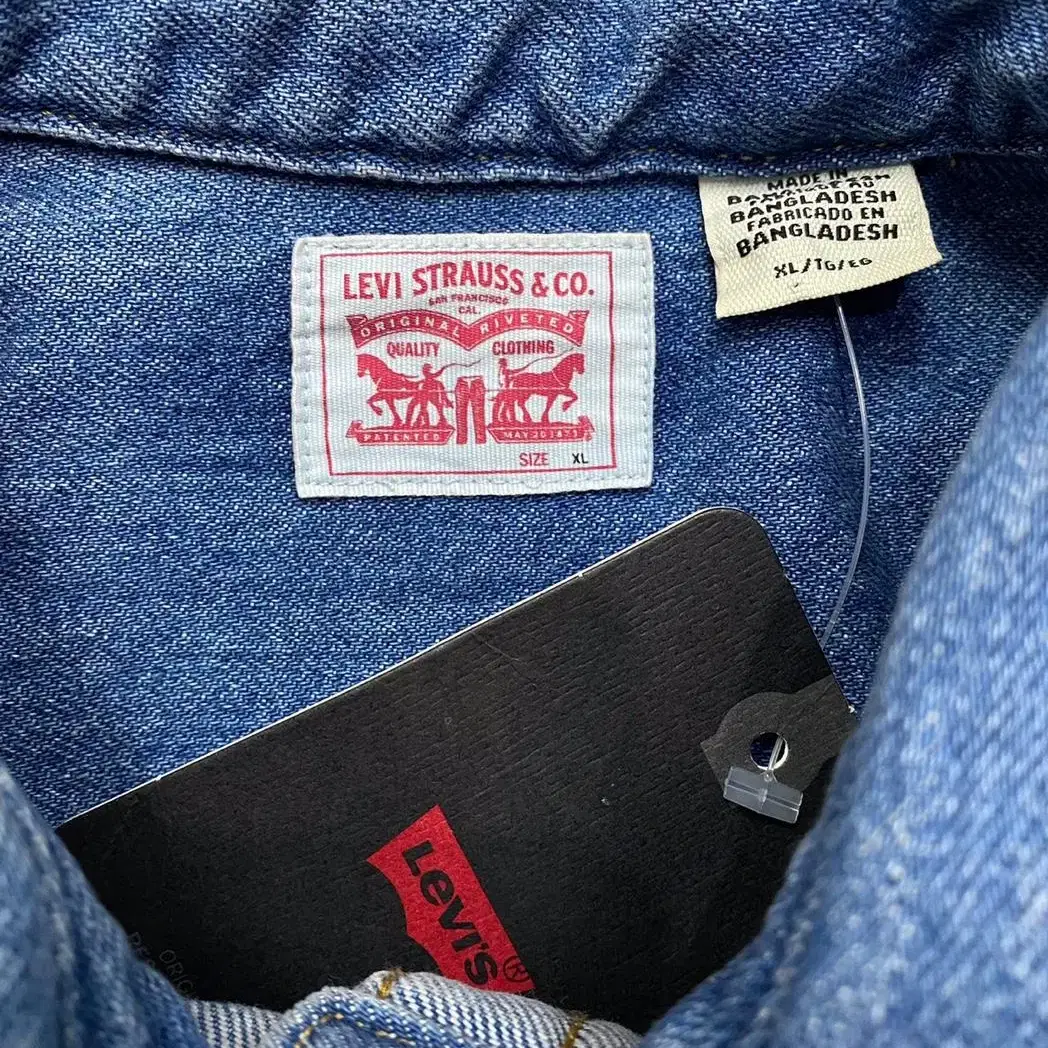 LEVI STRAUSS & CO.
SAN FRANCISCO
CAL.
ORIGINAL RIVETED
QUALITY CLOTHING
PATENTED MAY 20 1873
SIZE XL
MADE IN
BANGLADESH
FABRICADO EN
BANGLADESH
XL/TG/EG
Levi's®